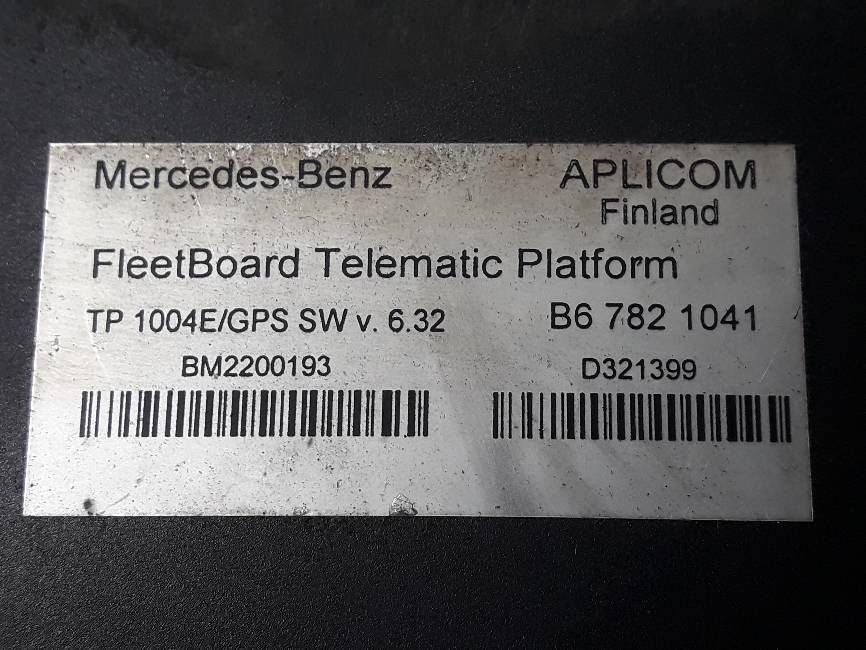 Mercedes-Benz APLICOM
Finland
FleetBoard Telematic Platform
TP 1004E/GPS SW v. 6.32 B6 782 1041
BM2200193 D321399